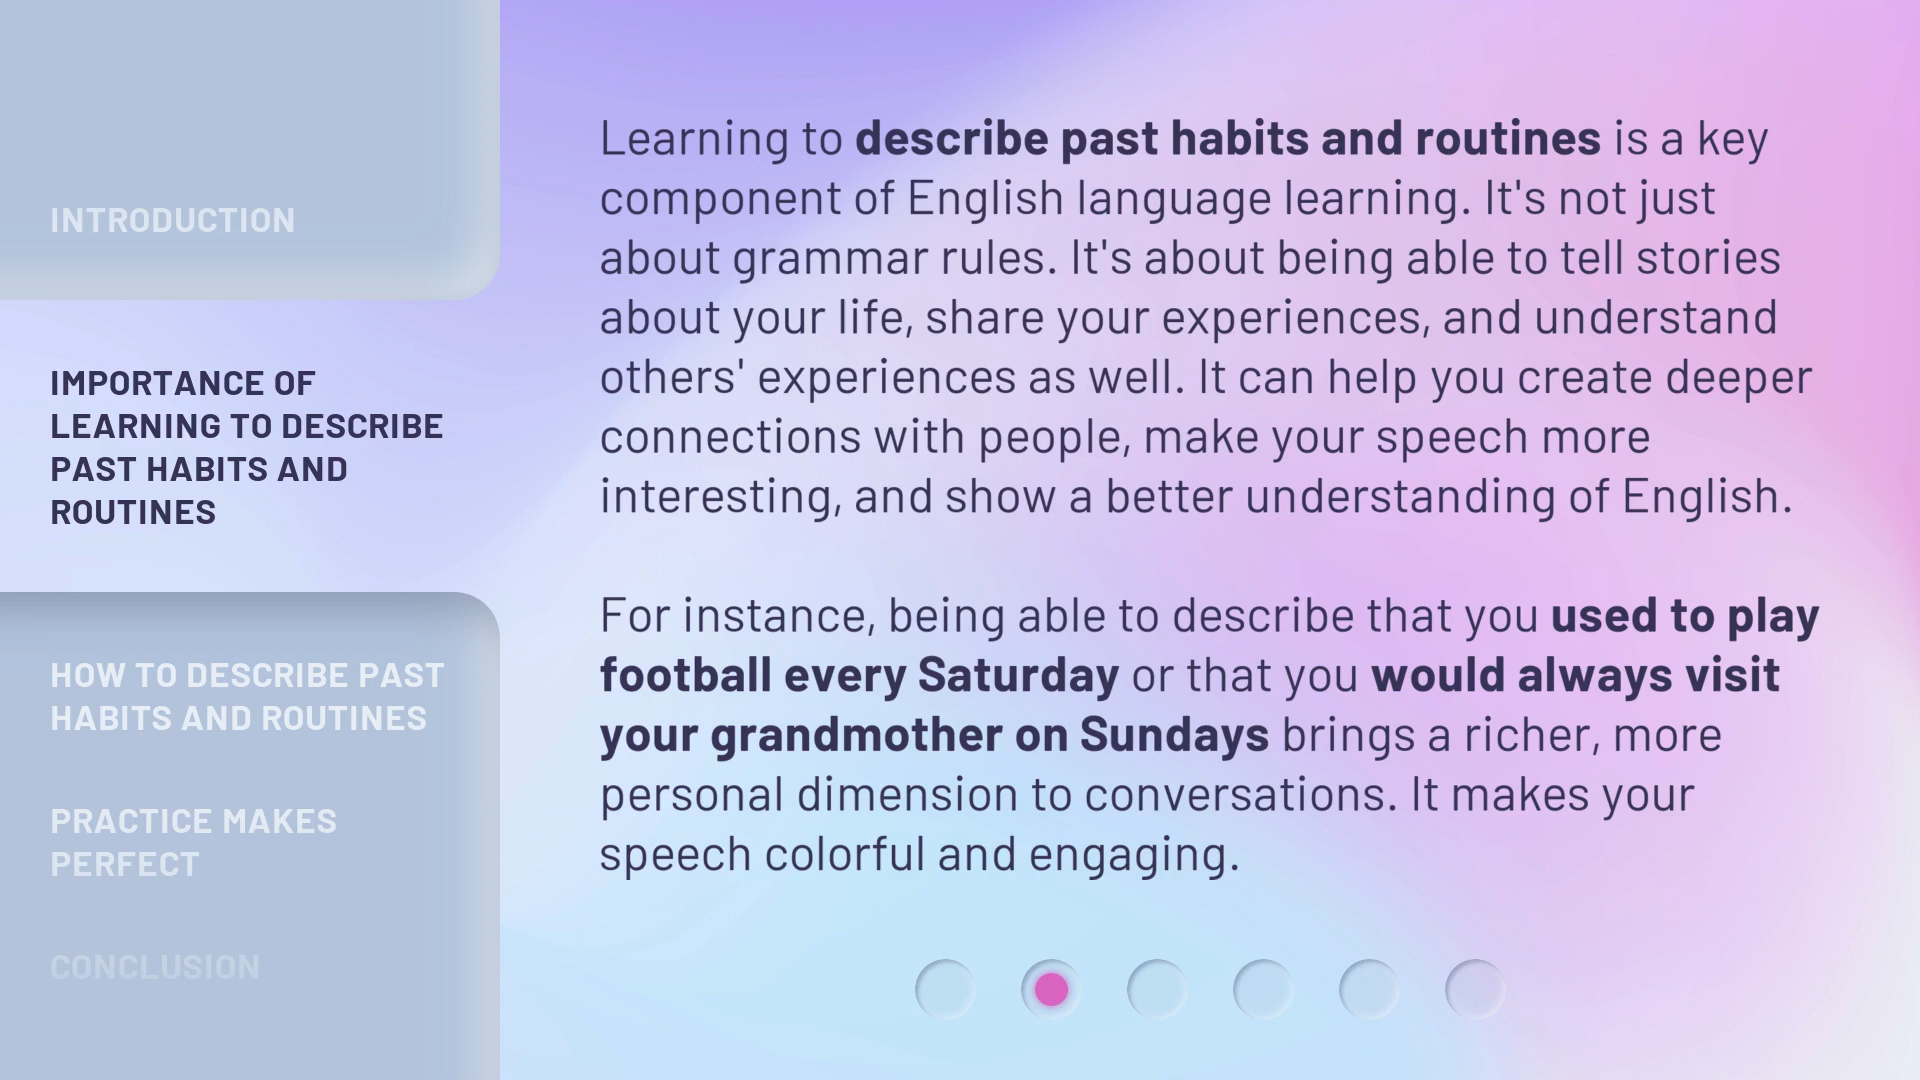 INTRODUCTION
IMPORTANCE OF
LEARNING TO DESCRIBE
PAST HABITS AND
ROUTINES
HOW TO DESCRIBE PAST
HABITS AND ROUTINES
PRACTICE MAKES
PERFECT
CONCLUSION
Learning to describe past habits and routines is a key
component of English language learning. It's not just
about grammar rules. It's about being able to tell stories
about your life, share your experiences, and understand
others' experiences as well. It can help you create deeper
connections with people, make your speech more
interesting, and show a better understanding of English.
For instance, being able to describe that you used to play
football every Saturday or that you would always visit
your grandmother on Sundays brings a richer, more
personal dimension to conversations. It makes your
speech colorful and engaging.